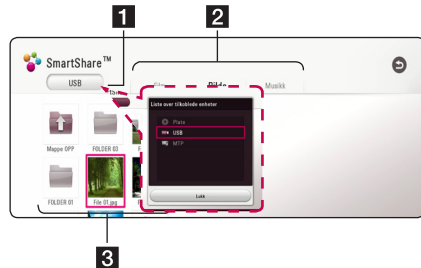 1
2
SmartShare™
USB
Bilde
Musikk
Liste over tilkoblede enheter
Plate
USB
MTP
Lukk
Mappe OPP
FOLDER 03
FOLDER 01
File 01.jpg
3